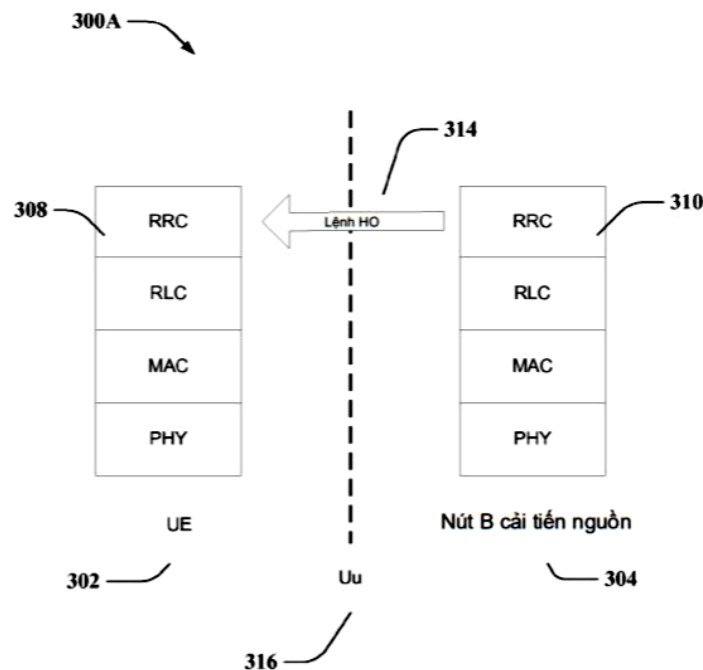 300A
314
308
RRC
Lệnh HO
RRC
310
RLC
RLC
MAC
MAC
PHY
PHY
UE
Nút B cải tiến nguồn
302
Uu
304
316